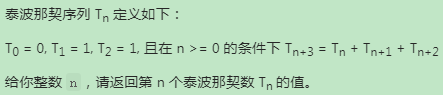 泰波那契序列 Tn 定义如下：
T0 = 0, T1 = 1, T2 = 1, 且在 n >= 0 的条件下 Tn+3 = Tn + Tn+1 + Tn+2
给你整数 n，请返回第 n 个泰波那契数 Tn 的值。